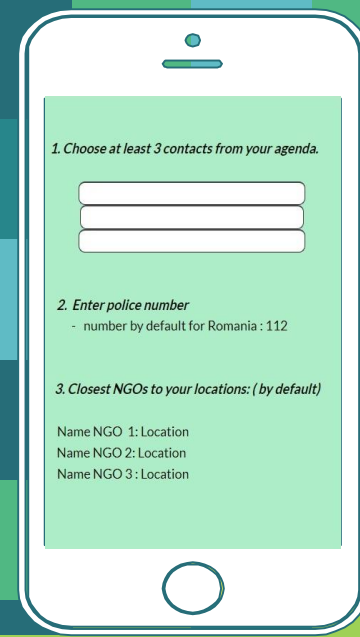 1. Choose at least 3 contacts from your agenda.
2. Enter police number
- number by default for Romania : 112
3. Closest NGOs to your locations: ( by default)
Name NGO 1: Location
Name NGO 2: Location
Name NGO 3 : Location